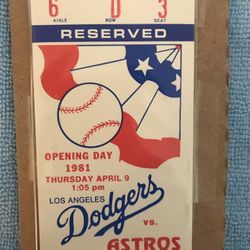 6 D 3
AISLE ROW SEAT
RESERVED
OPENING DAY
1981
THURSDAY APRIL 9
1:05 pm
LOS ANGELES
Dodgers
VS.
ASTROS